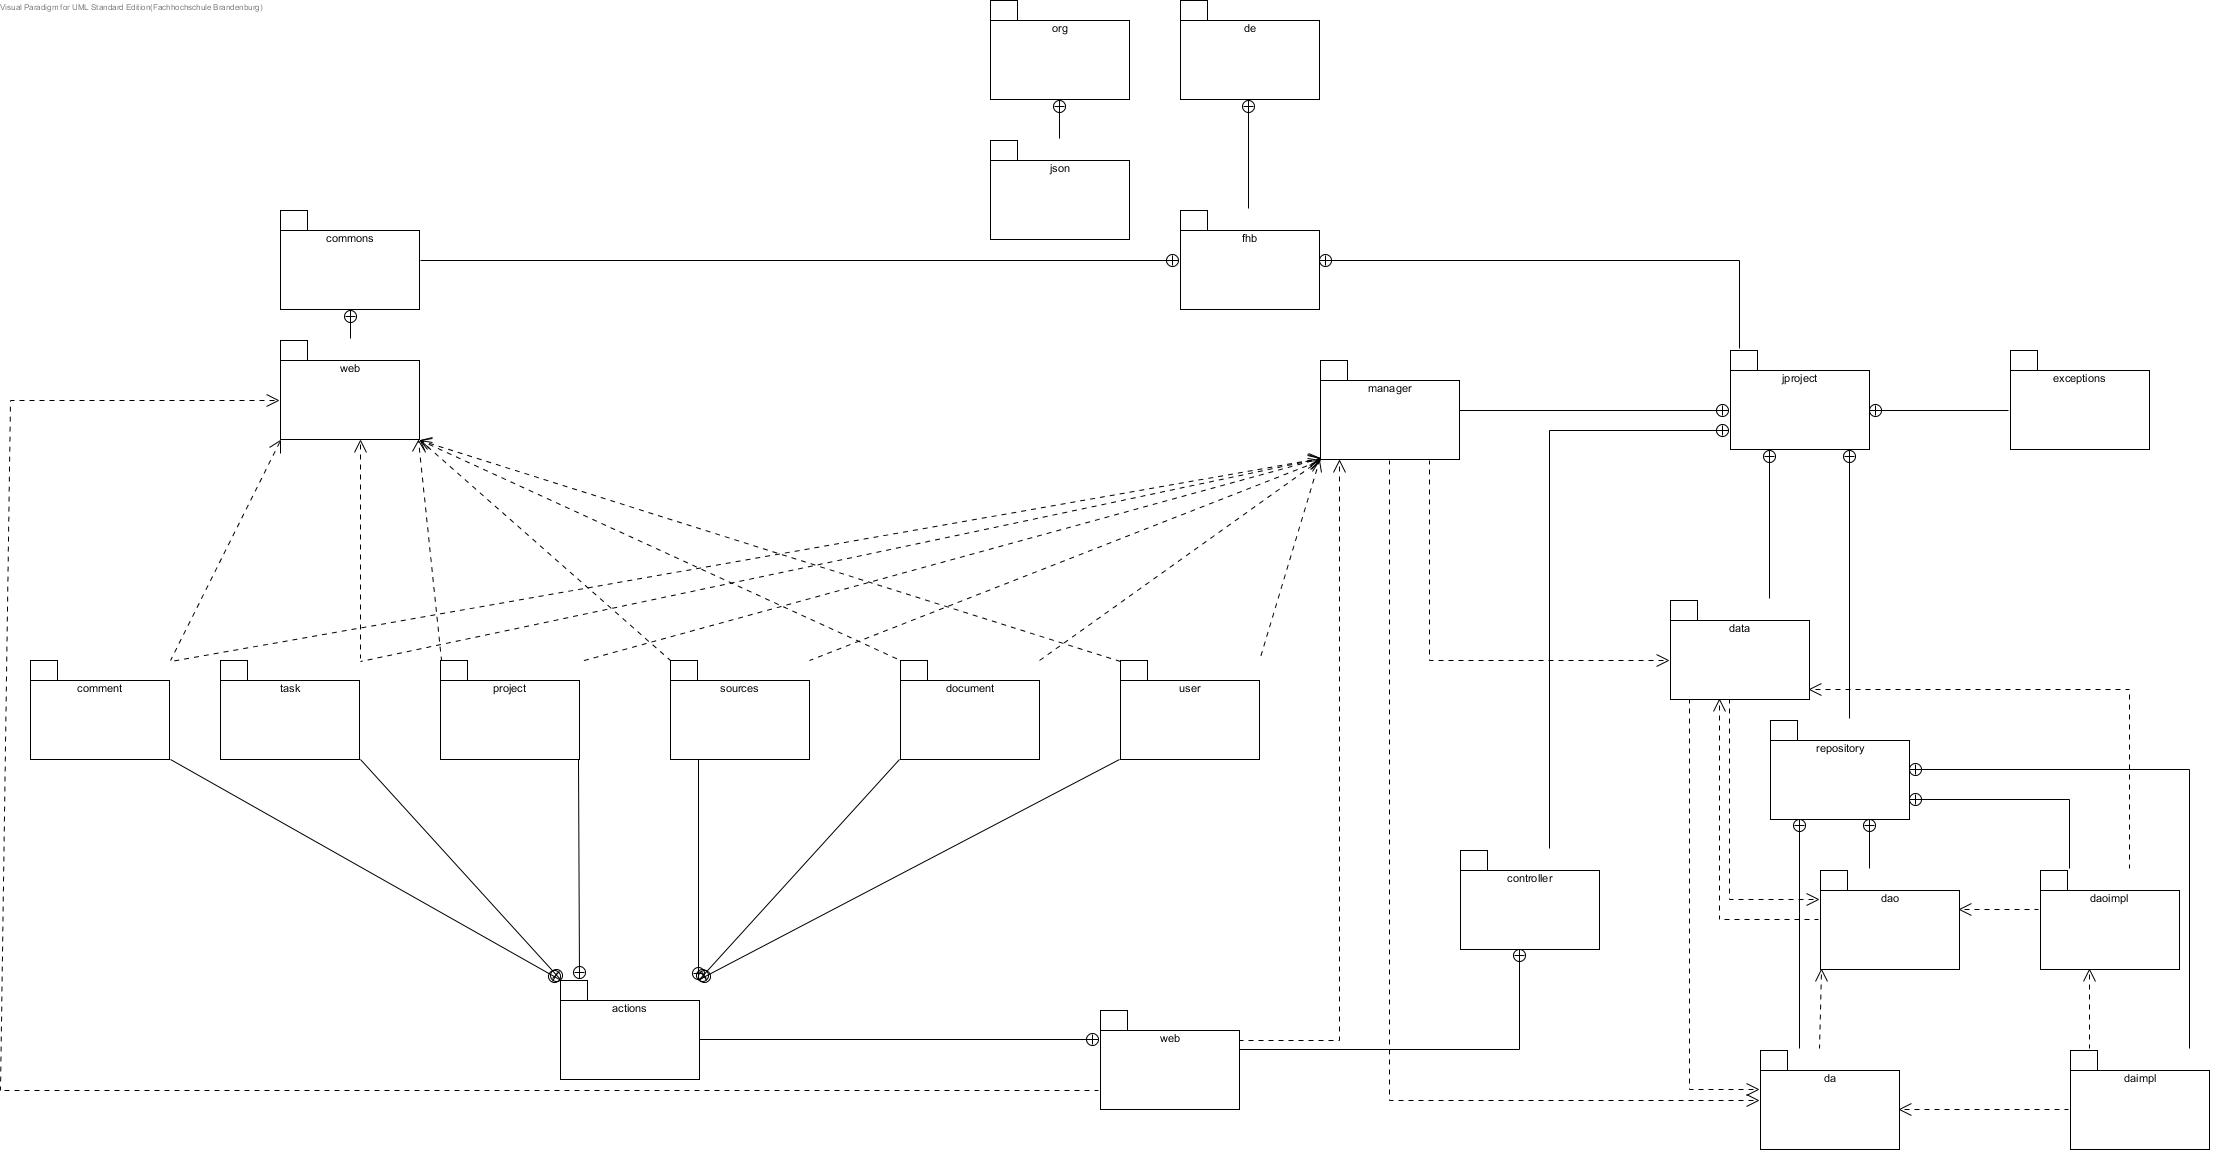 Visual Paradigm for UML Standard Edition(Fachhochschule Brandenburg)
org
de
json
commons
fhb
web
manager
jproject
exceptions
data
comment
task
project
sources
document
user
repository
controller
dao
daoimpl
actions
web
da
daimpl